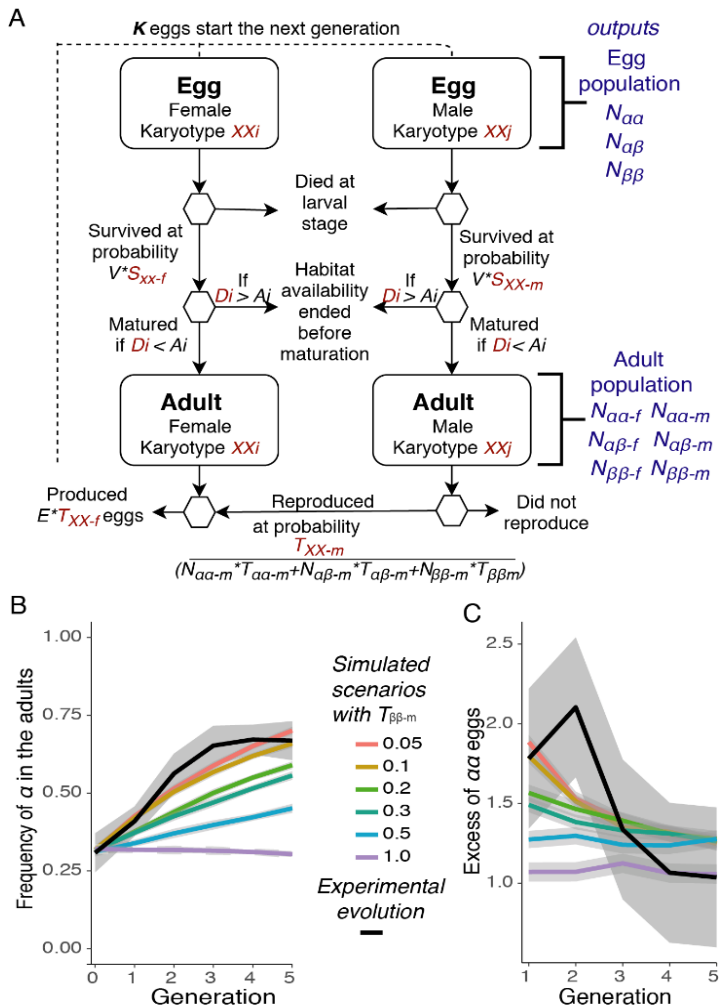 A
K eggs start the next generation
outputs
Egg
Female
Karyotype XXi
Egg
Male
Karyotype XXj
Egg
population
Nαα
Nαβ
Nββ
Died at
larval
stage
Survived at
probability
V*SXX-f
Survived at
probability
V*SXX-m
If
Di > Ai
Habitat
availability
ended
before
maturation
If
Di > Ai
Matured
if Di < Ai
Matured
if Di < Ai
Adult
Female
Karyotype XXi
Adult
Male
Karyotype XXj
Adult
population
Nαα-f Nαα-m
Nαβ-f Nαβ-m
Nββ-f Nββ-m
Produced
E*TXX-f eggs
Reproduced
at probability
TXX-m
(Nαα-m*Tαα-m+Nαβ-m*Tαβ-m+Nββ-m*Tββm)
Did not
reproduce
B
Frequency of α in the adults
1.00
0.75
0.50
0.25
0.00
0 1 2 3 4 5
Generation
Simulated
scenarios
with Tββ-m
0.05
0.1
0.2
0.3
0.5
1.0
Experimental
evolution
C
Excess of αα eggs
2.5
2.0
1.5
1.0
1 2 3 4 5
Generation